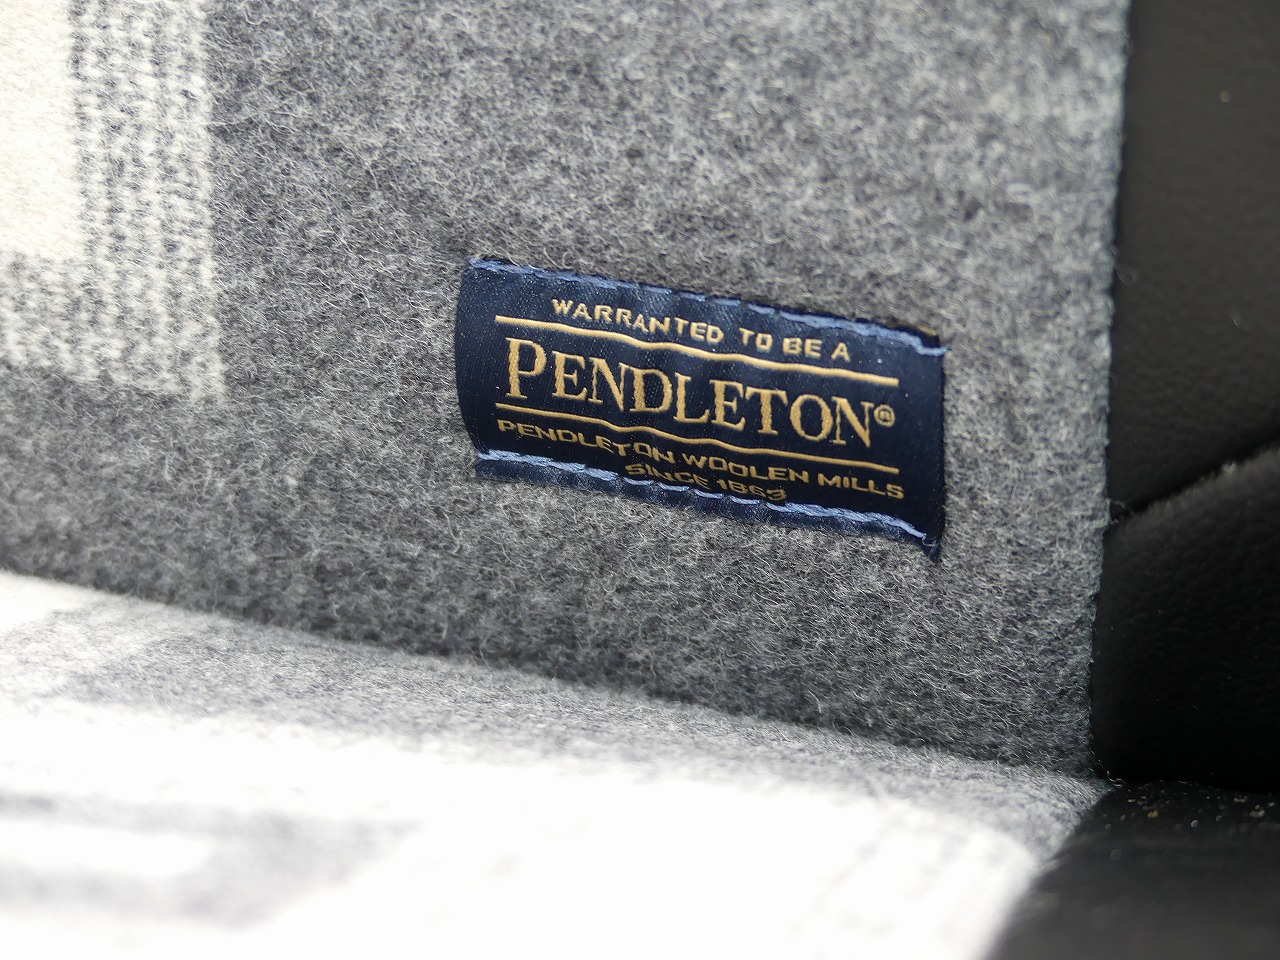 WARRANTED TO BE A
PENDLETON®
PENDLETON WOOLEN MILLS
SINCE 1863